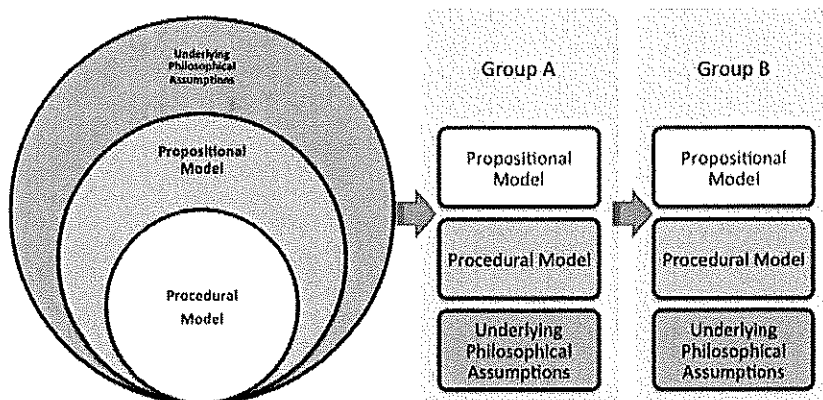 Underlying
Philosophical
Assumptions
Propositional
Model
Procedural
Model
Group A
Propositional
Model
Procedural Model
Underlying
Philosophical
Assumptions
Group B
Propositional
Model
Procedural Model
Underlying
Philosophical
Assumptions